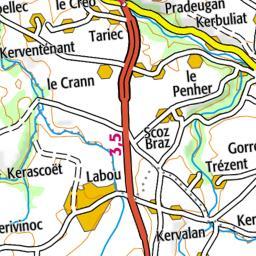 le Créo
Pradeugan
Kerbuliat
Tariec
Kerventenant
le Crann
le
Penher
3,5
Scoz
Braz
Gorre
Trézent
Kerascoët
Labou
Kervalan
Ker